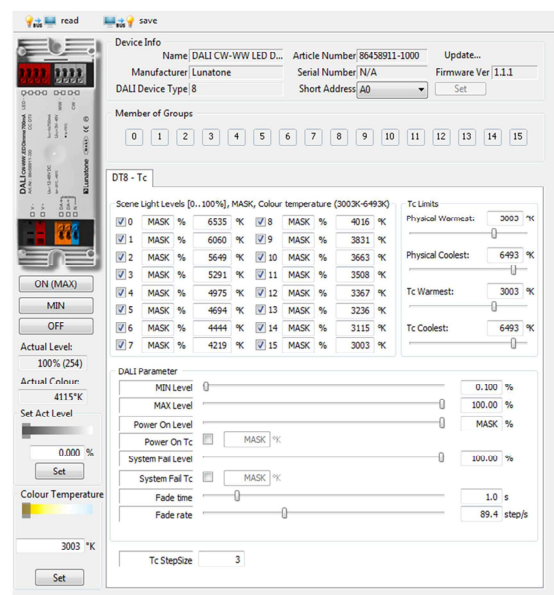 read save
Device Info
Name DALI CW-WW LED D... Article Number 86458911-1000 Update...
Manufacturer Lunatone Serial Number N/A Firmware Ver 1.1.1
DALI Device Type 8 Short Address A0 Set
Member of Groups
0 1 2 3 4 5 6 7 8 9 10 11 12 13 14 15
DT8 - Tc
Scene Light Levels [0..100%], MASK, Colour temperature (3003K-6493K)
0 MASK % 6535 °K 8 MASK % 4016 °K
1 MASK % 6060 °K 9 MASK % 3831 °K
2 MASK % 5649 °K 10 MASK % 3663 °K
3 MASK % 5291 °K 11 MASK % 3508 °K
4 MASK % 4975 °K 12 MASK % 3367 °K
5 MASK % 4694 °K 13 MASK % 3236 °K
6 MASK % 4444 °K 14 MASK % 3115 °K
7 MASK % 4219 °K 15 MASK % 3003 °K
Tc Limits
Physical Warmest: 3003 °K
Physical Coolest: 6493 °K
Tc Warmest: 3003 °K
Tc Coolest: 6493 °K
DALI
Lunatone
ON (MAX)
MIN
OFF
Actual Level:
100% (254)
Actual Colour:
4115°K
Set Act Level
0.000 %
Set
Colour Temperature
3003 °K
Set
DALI Parameter
MIN Level 0.100 %
MAX Level 100.00 %
Power On Level MASK %
Power On Tc MASK °K
System Fail Level 100.00 %
System Fail Tc MASK °K
Fade time 1.0 s
Fade rate 89.4 step/s
Tc StepSize 3